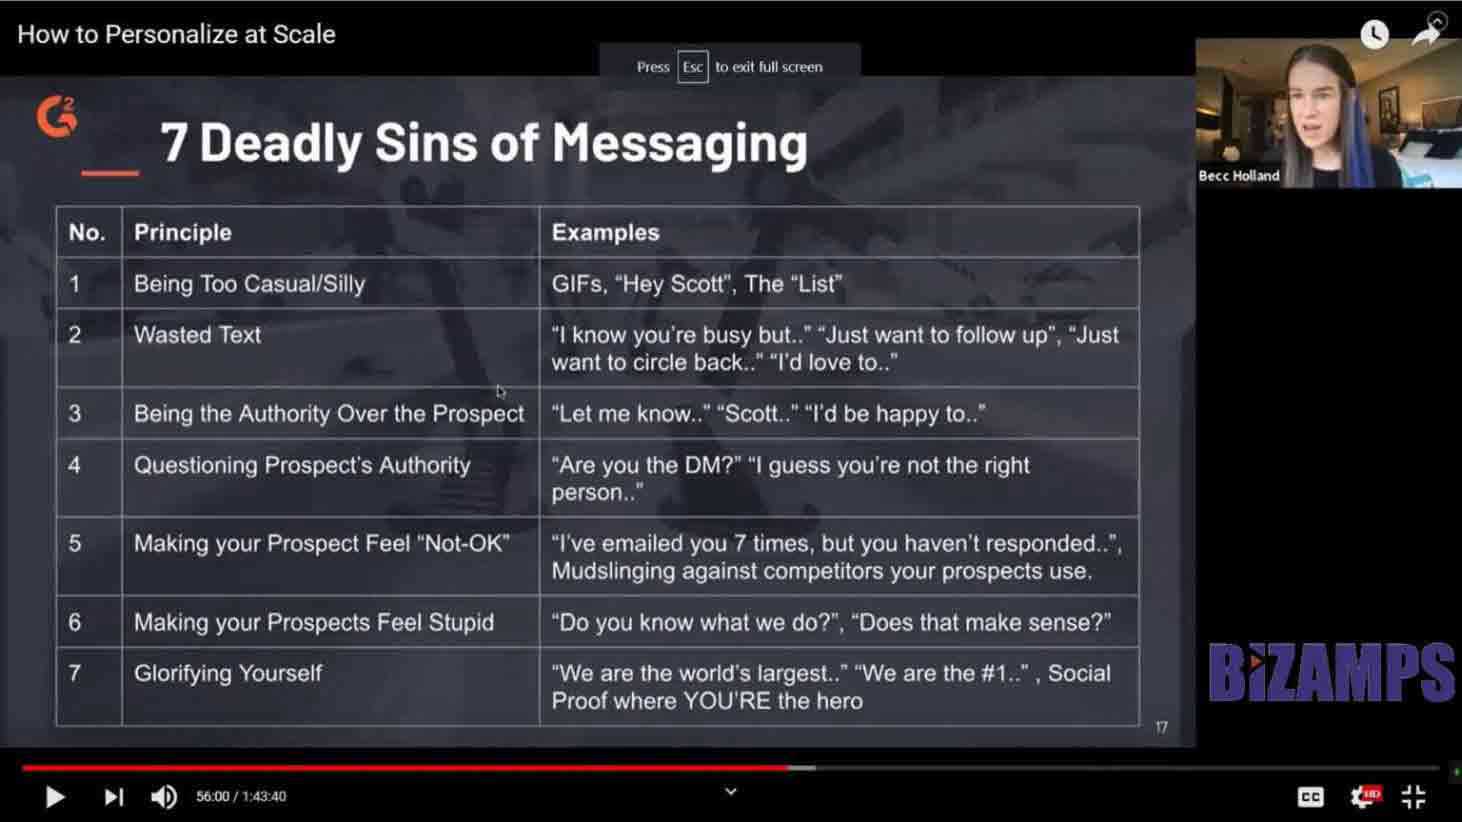 How to Personalize at Scale
Press Esc to exit full screen
G2
7 Deadly Sins of Messaging
Becc Holland
No. Principle Examples
1 Being Too Casual/Silly GIFs, “Hey Scott”, The “List”
2 Wasted Text “I know you’re busy but..” “Just want to follow up”, “Just
want to circle back..” “I’d love to..”
3 Being the Authority Over the Prospect “Let me know..” “Scott..” “I’d be happy to..”
4 Questioning Prospect’s Authority “Are you the DM?” “I guess you’re not the right
person..”
5 Making your Prospect Feel “Not-OK” “I’ve emailed you 7 times, but you haven’t responded..”,
Mudslinging against competitors your prospects use.
6 Making your Prospects Feel Stupid “Do you know what we do?”, “Does that make sense?”
7 Glorifying Yourself “We are the world’s largest..” “We are the #1..” , Social
Proof where YOU’RE the hero
BiZAMPS
17
56:00 / 1:43:40
CC
HD